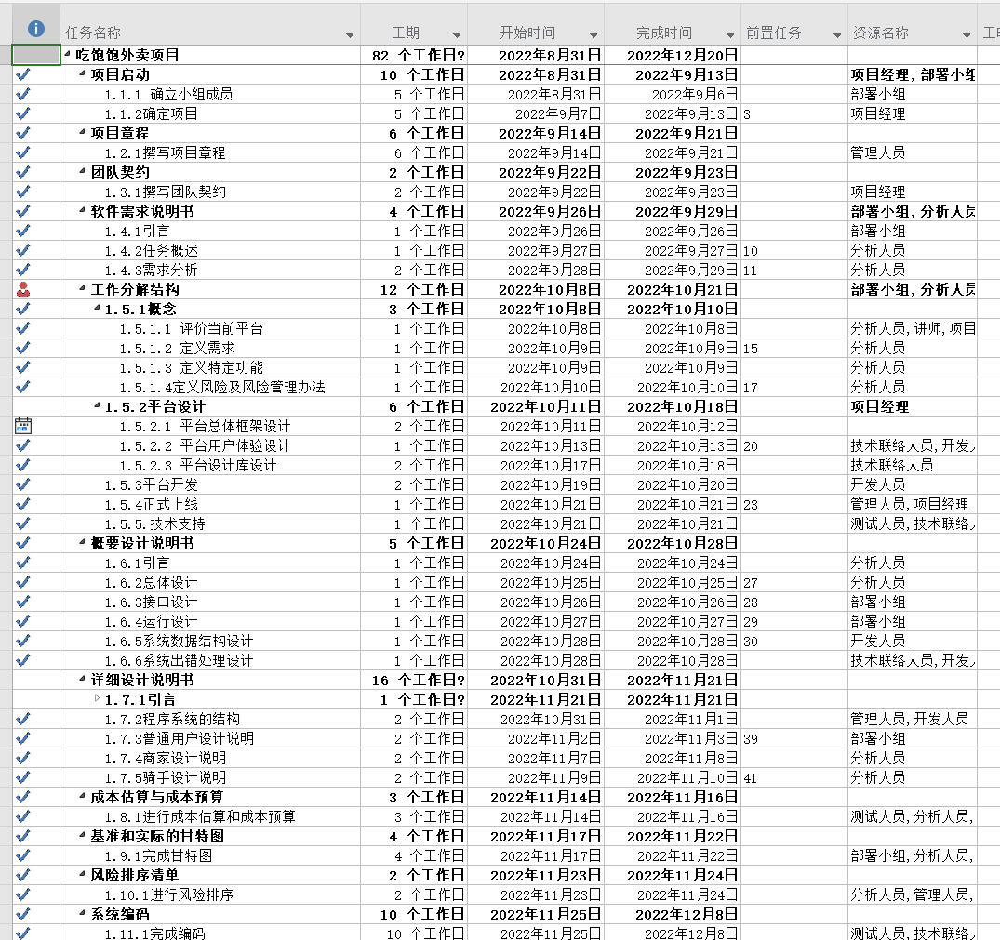 任务名称 工期 开始时间 完成时间 前置任务 资源名称
吃饱饱外卖项目 82 个工作日? 2022年8月31日 2022年12月20日
项目启动 10 个工作日 2022年8月31日 2022年9月13日 项目经理,部署小组
1.1.1 确立小组成员 5 个工作日 2022年8月31日 2022年9月6日 部署小组
1.1.2确定项目 5 个工作日 2022年9月7日 2022年9月13日 3 项目经理
项目章程 6 个工作日 2022年9月14日 2022年9月21日
1.2.1撰写项目章程 6 个工作日 2022年9月14日 2022年9月21日 管理人员
团队契约 2 个工作日 2022年9月22日 2022年9月23日
1.3.1撰写团队契约 2 个工作日 2022年9月22日 2022年9月23日 项目经理
软件需求说明书 4 个工作日 2022年9月26日 2022年9月29日 部署小组,分析人员
1.4.1引言 1 个工作日 2022年9月26日 2022年9月26日 部署小组
1.4.2任务概述 1 个工作日 2022年9月27日 2022年9月27日 10 分析人员
1.4.3需求分析 2 个工作日 2022年9月28日 2022年9月29日 11 分析人员
工作分解结构 12 个工作日 2022年10月8日 2022年10月21日 部署小组,分析人员
1.5.1概念 3 个工作日 2022年10月8日 2022年10月10日
1.5.1.1 评价当前平台 1 个工作日 2022年10月8日 2022年10月8日 分析人员,讲师,项目
1.5.1.2 定义需求 1 个工作日 2022年10月9日 2022年10月9日 15 分析人员
1.5.1.3 定义特定功能 1 个工作日 2022年10月9日 2022年10月9日 分析人员
1.5.1.4定义风险及风险管理办法 1 个工作日 2022年10月10日 2022年10月10日 17 分析人员
1.5.2平台设计 6 个工作日 2022年10月11日 2022年10月18日 项目经理
1.5.2.1 平台总体框架设计 2 个工作日 2022年10月11日 2022年10月12日
1.5.2.2 平台用户体验设计 1 个工作日 2022年10月13日 2022年10月13日 20 技术联络人员,开发
1.5.2.3 平台设计库设计 2 个工作日 2022年10月17日 2022年10月18日 技术联络人员
1.5.3平台开发 2 个工作日 2022年10月19日 2022年10月20日 开发人员
1.5.4正式上线 1 个工作日 2022年10月21日 2022年10月21日 23 管理人员,项目经理
1.5.5.技术支持 1 个工作日 2022年10月21日 2022年10月21日 测试人员,技术联络
概要设计说明书 5 个工作日 2022年10月24日 2022年10月28日
1.6.1引言 1 个工作日 2022年10月24日 2022年10月24日 分析人员
1.6.2总体设计 1 个工作日 2022年10月25日 2022年10月25日 27 分析人员
1.6.3接口设计 1 个工作日 2022年10月26日 2022年10月26日 28 部署小组
1.6.4运行设计 1 个工作日 2022年10月27日 2022年10月27日 29 部署小组
1.6.5系统数据结构设计 1 个工作日 2022年10月28日 2022年10月28日 30 开发人员
1.6.6系统出错处理设计 1 个工作日 2022年10月28日 2022年10月28日 技术联络人员,开发
详细设计说明书 16 个工作日? 2022年10月31日 2022年11月21日
1.7.1引言 1 个工作日? 2022年11月21日 2022年11月21日
1.7.2程序系统的结构 2 个工作日 2022年10月31日 2022年11月1日 管理人员,开发人员
1.7.3普通用户设计说明 2 个工作日 2022年11月2日 2022年11月3日 39 部署小组
1.7.4商家设计说明 2 个工作日 2022年11月7日 2022年11月8日 分析人员
1.7.5骑手设计说明 2 个工作日 2022年11月9日 2022年11月10日 41 分析人员
成本估算与成本预算 3 个工作日 2022年11月14日 2022年11月16日
1.8.1进行成本估算和成本预算 3 个工作日 2022年11月14日 2022年11月16日 测试人员,分析人员,
基准和实际的甘特图 4 个工作日 2022年11月17日 2022年11月22日
1.9.1完成甘特图 4 个工作日 2022年11月17日 2022年11月22日 部署小组,分析人员,
风险排序清单 2 个工作日 2022年11月23日 2022年11月24日
1.10.1进行风险排序 2 个工作日 2022年11月23日 2022年11月24日 分析人员,管理人员,
系统编码 10 个工作日 2022年11月25日 2022年12月8日
1.11.1完成编码 10 个工作日 2022年11月25日 2022年12月8日 测试人员,技术联络